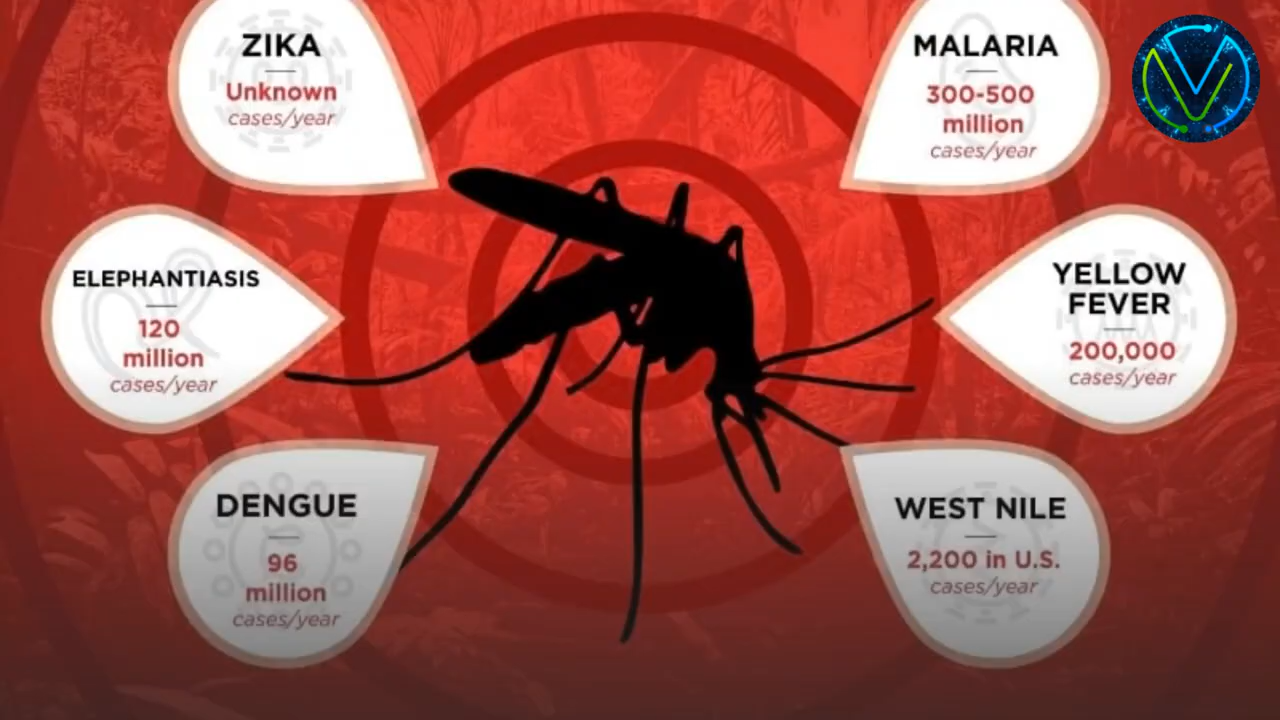 ZIKA
Unknown
cases/year
MALARIA
300-500
million
cases/year
ELEPHANTIASIS
120
million
cases/year
YELLOW
FEVER
200,000
cases/year
DENGUE
96
million
cases/year
WEST NILE
2,200 in U.S.
cases/year